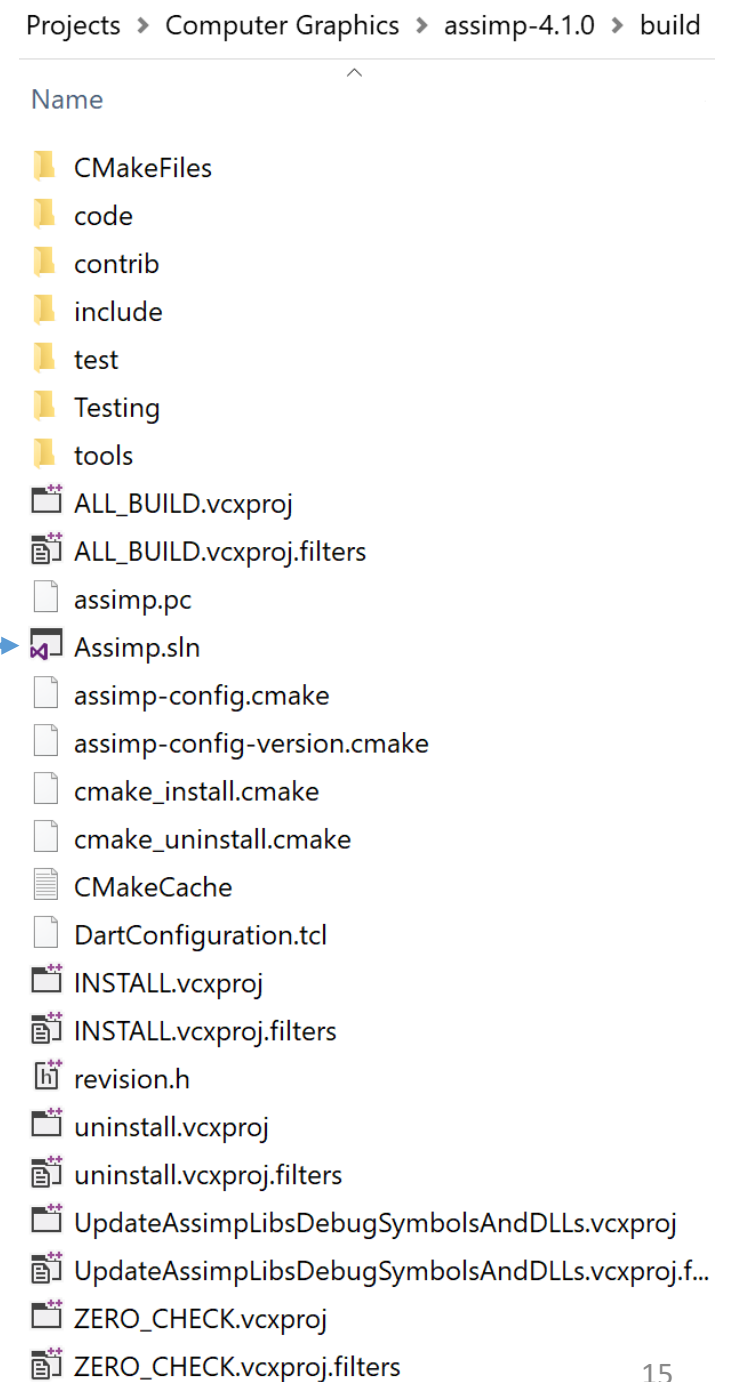 Projects > Computer Graphics > assimp-4.1.0 > build
Name
CMakeFiles
code
contrib
include
test
Testing
tools
ALL_BUILD.vcxproj
ALL_BUILD.vcxproj.filters
assimp.pc
Assimp.sln
assimp-config.cmake
assimp-config-version.cmake
cmake_install.cmake
cmake_uninstall.cmake
CMakeCache
DartConfiguration.tcl
INSTALL.vcxproj
INSTALL.vcxproj.filters
revision.h
uninstall.vcxproj
uninstall.vcxproj.filters
UpdateAssimpLibsDebugSymbolsAndDLLs.vcxproj
UpdateAssimpLibsDebugSymbolsAndDLLs.vcxproj.f...
ZERO_CHECK.vcxproj
ZERO_CHECK.vcxproj.filters
15